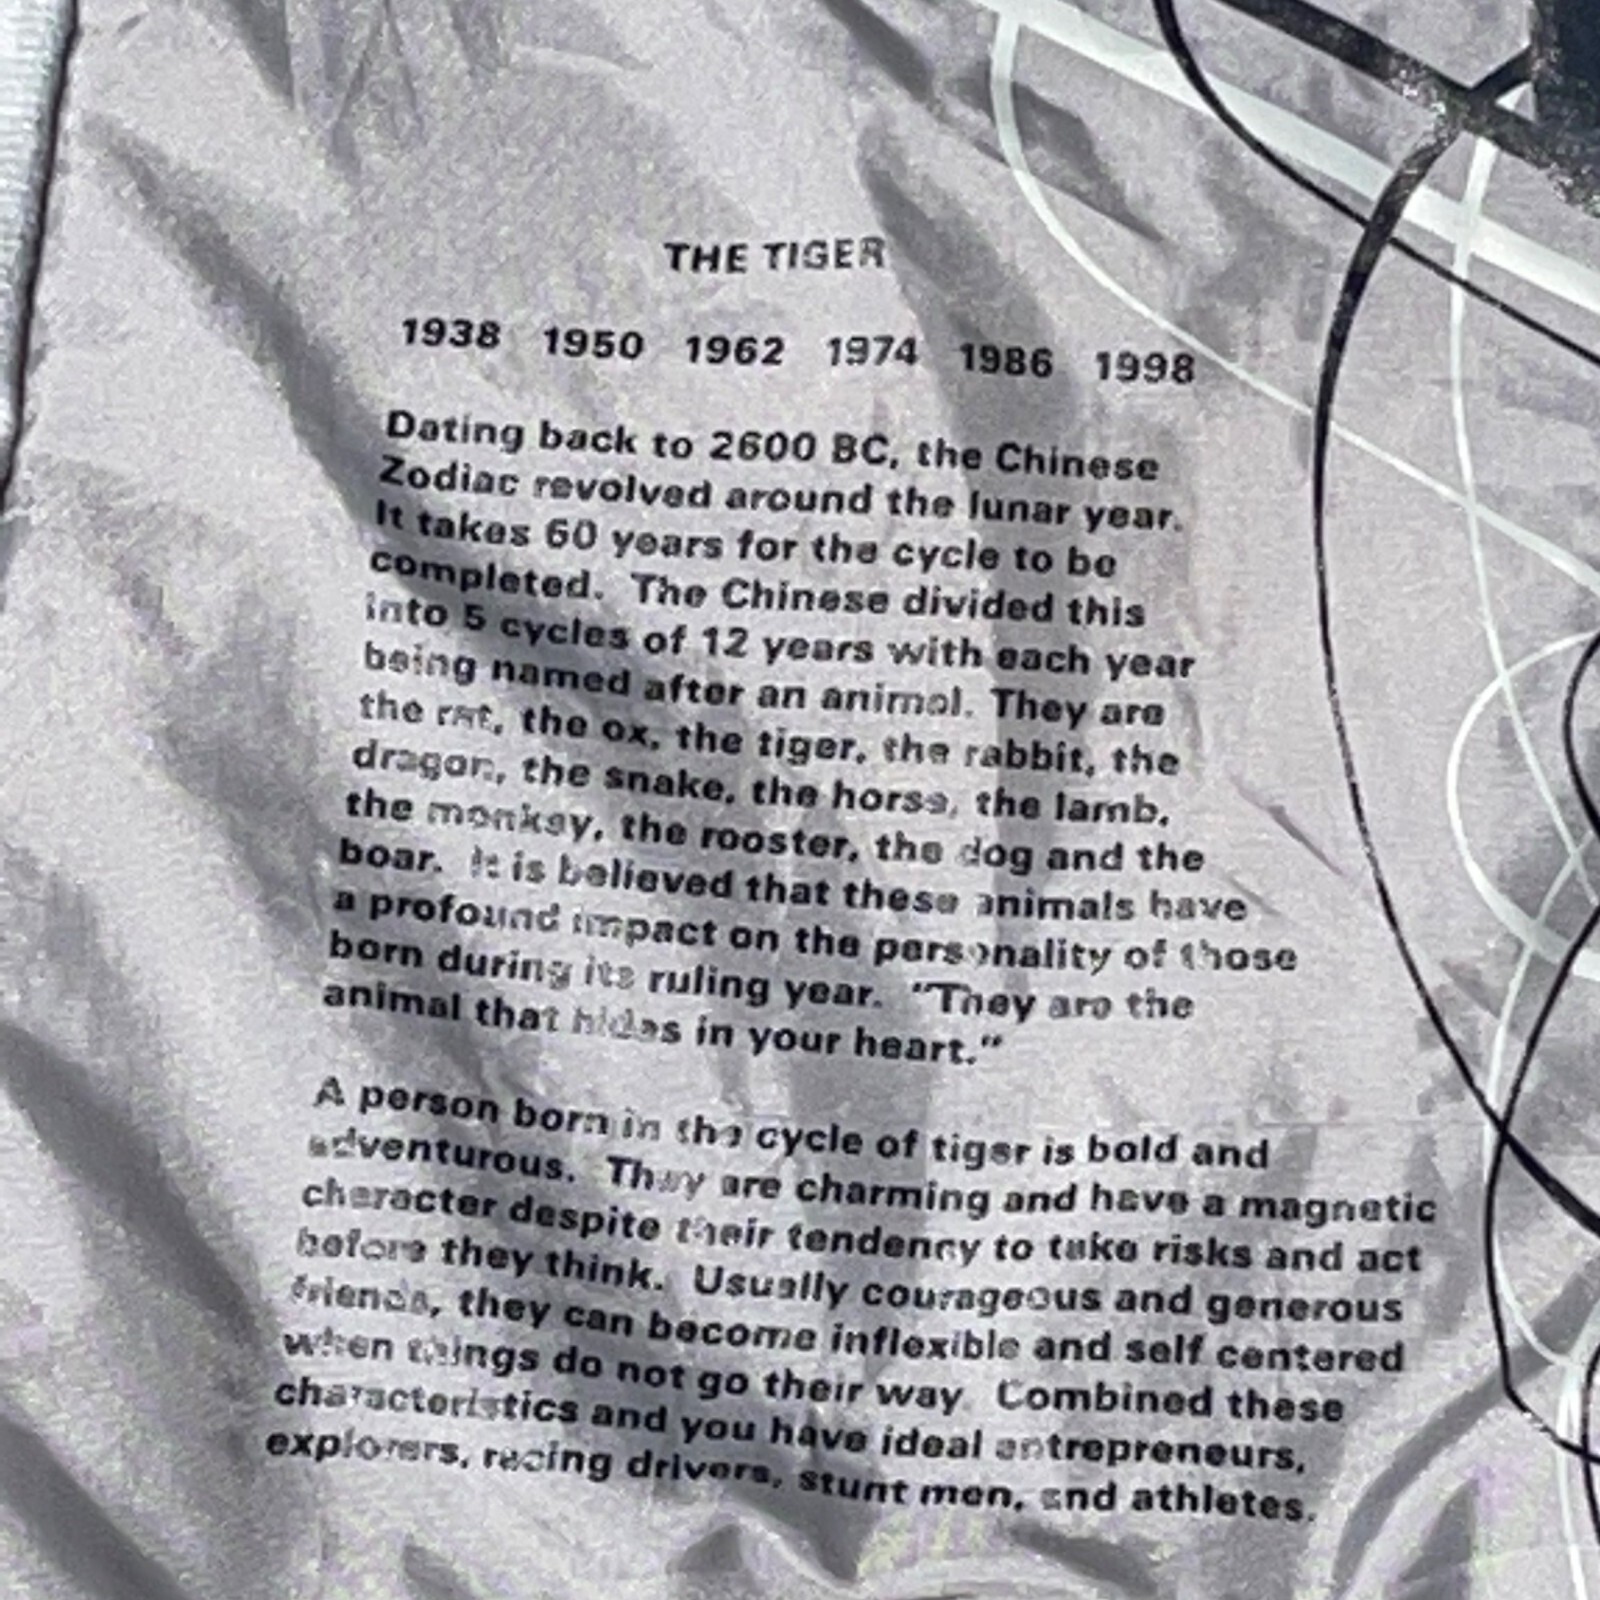 THE TIGER
1938 1950 1962 1974 1986 1998
Dating back to 2600 BC, the Chinese
Zodiac revolved around the lunar year.
It takes 60 years for the cycle to be
completed. The Chinese divided this
into 5 cycles of 12 years with each year
being named after an animal. They are
the rat, the ox, the tiger, the rabbit, the
dragon, the snake, the horse, the lamb,
the monkey, the rooster, the dog and the
boar. It is believed that these animals have
a profound impact on the personality of those
born during its ruling year. "They are the
animal that hides in your heart."
A person born in the cycle of tiger is bold and
adventurous. They are charming and have a magnetic
character despite their tendency to take risks and act
before they think. Usually courageous and generous
friends, they can become inflexible and self centered
when things do not go their way. Combined these
characteristics and you have ideal entrepreneurs,
explorers, racing drivers, stunt men, and athletes.